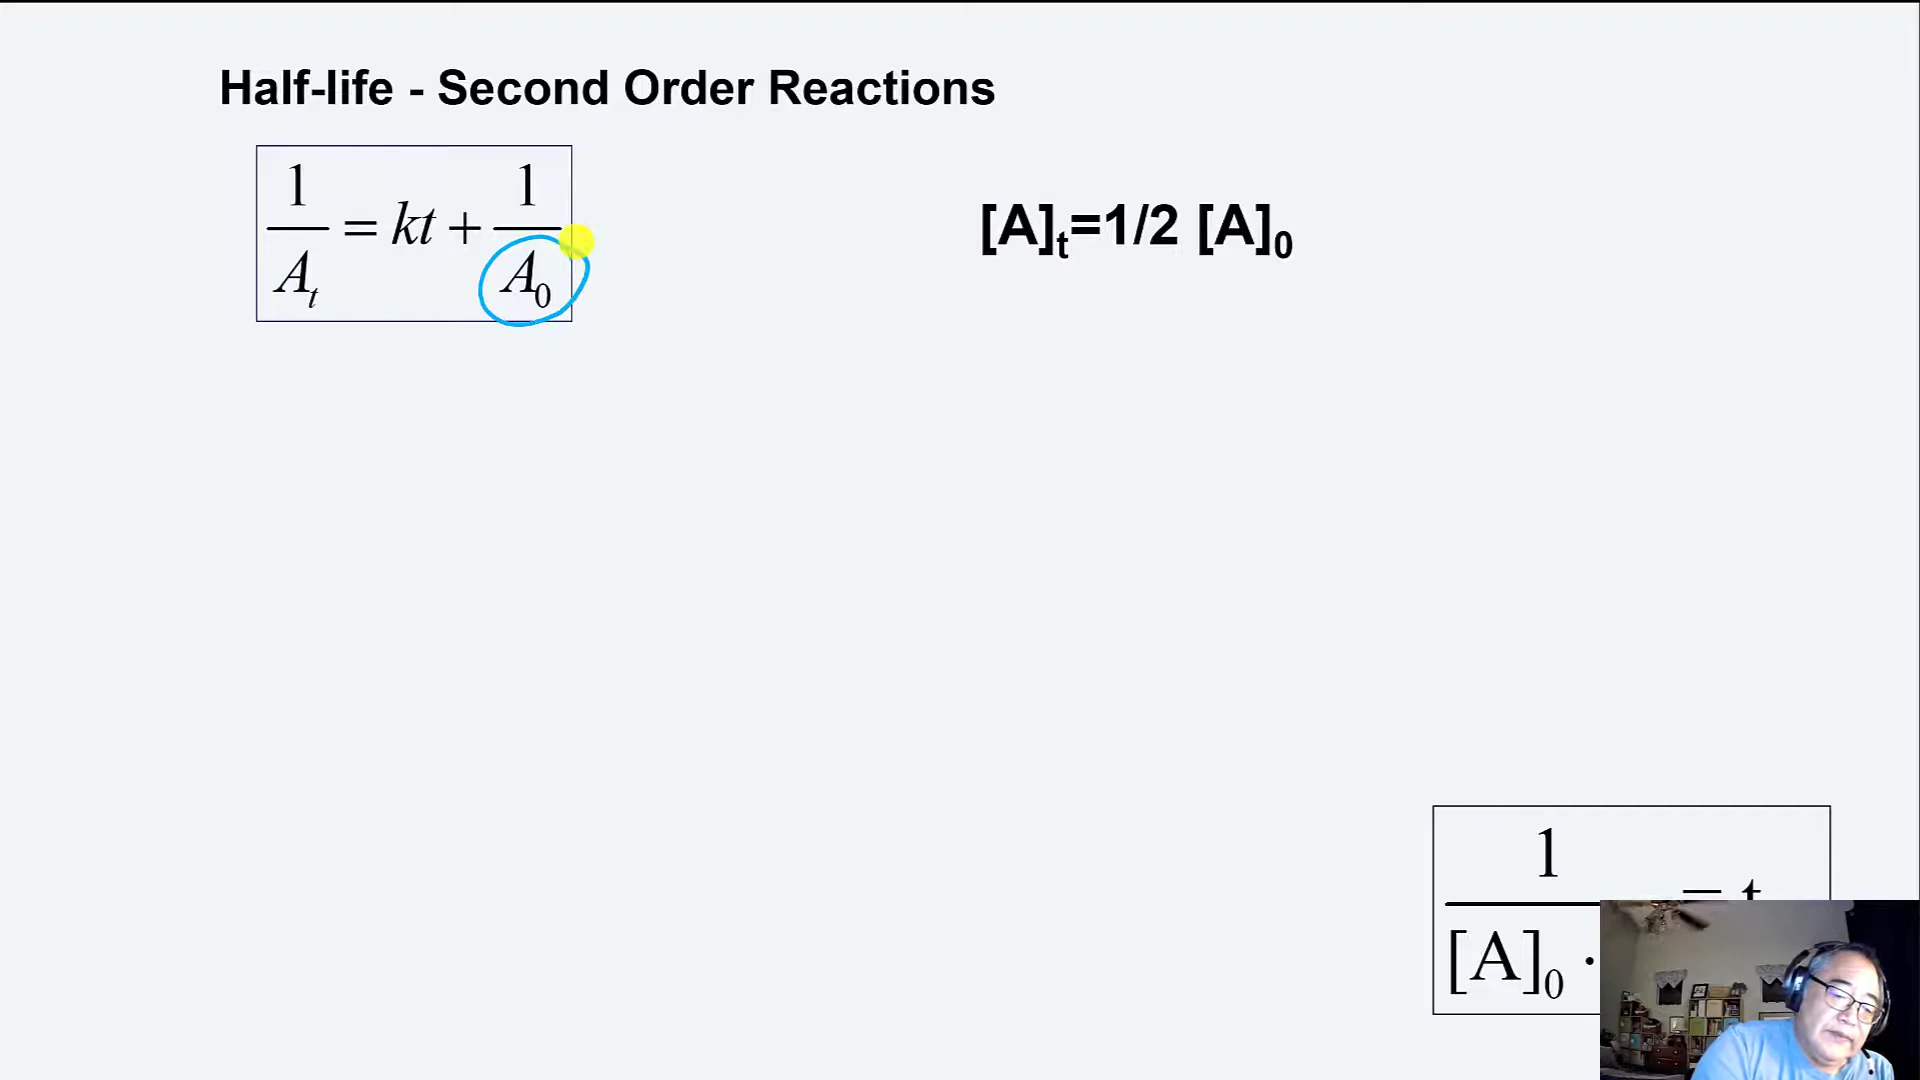 Half-life - Second Order Reactions
1/A_t = kt + 1/A_0
[A]_t=1/2 [A]_0
1/[A]_0 · = t